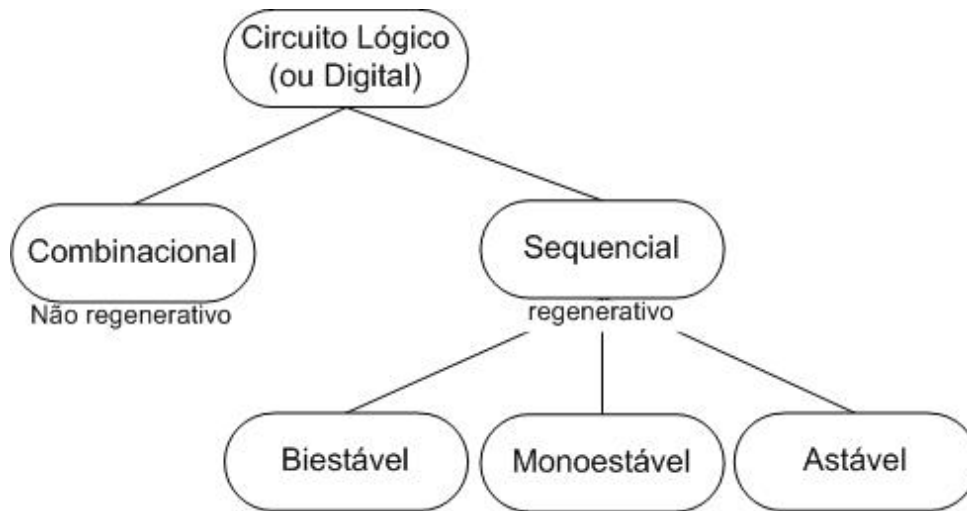 Circuito Lógico
(ou Digital)
Combinacional
Sequencial
Não regenerativo
regenerativo
Biestável
Monoestável
Astável